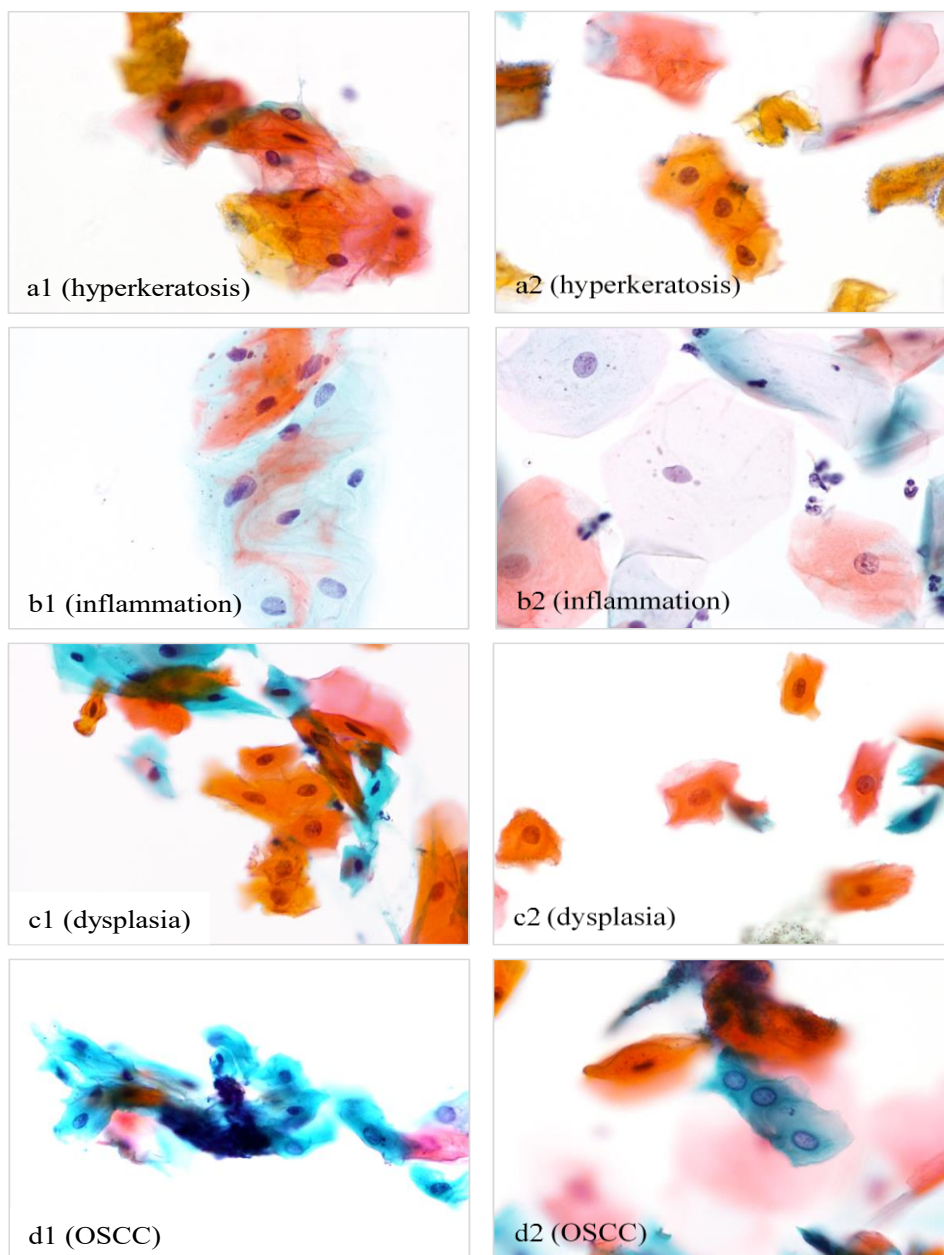 a1 (hyperkeratosis)
a2 (hyperkeratosis)
b1 (inflammation)
b2 (inflammation)
c1 (dysplasia)
c2 (dysplasia)
d1 (OSCC)
d2 (OSCC)